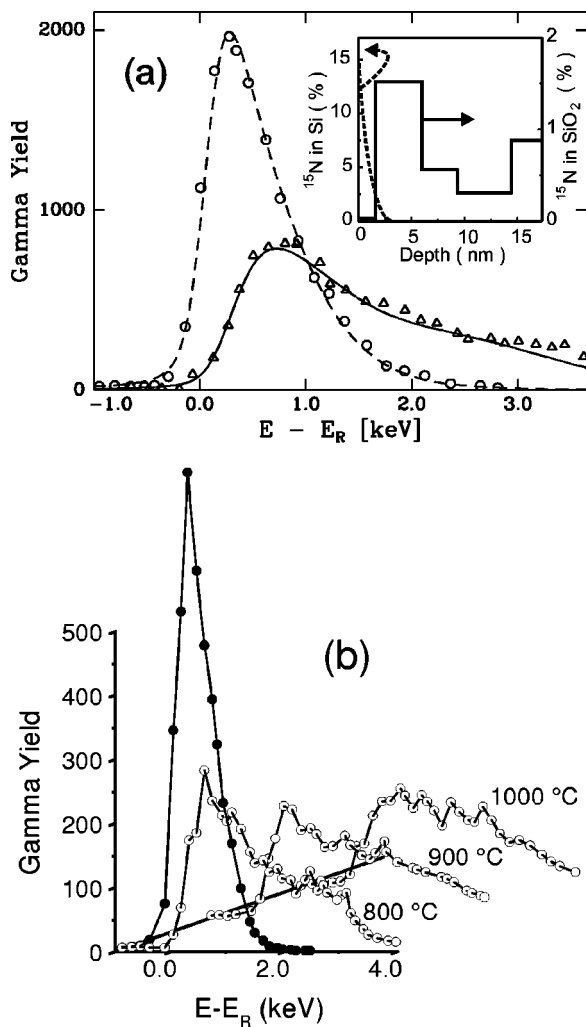 (a)
2000
1000
0
Gamma Yield
-1.0 0.0 1.0 2.0 3.0
E - E_R [keV]
15
10
5
0
¹⁵N in Si ( % )
2
1
0
¹⁵N in SiO₂ ( % )
0 5 10 15
Depth ( nm )
(b)
500
400
300
200
100
0
Gamma Yield
1000 °C
900 °C
800 °C
0.0 2.0 4.0
E-E_R (keV)